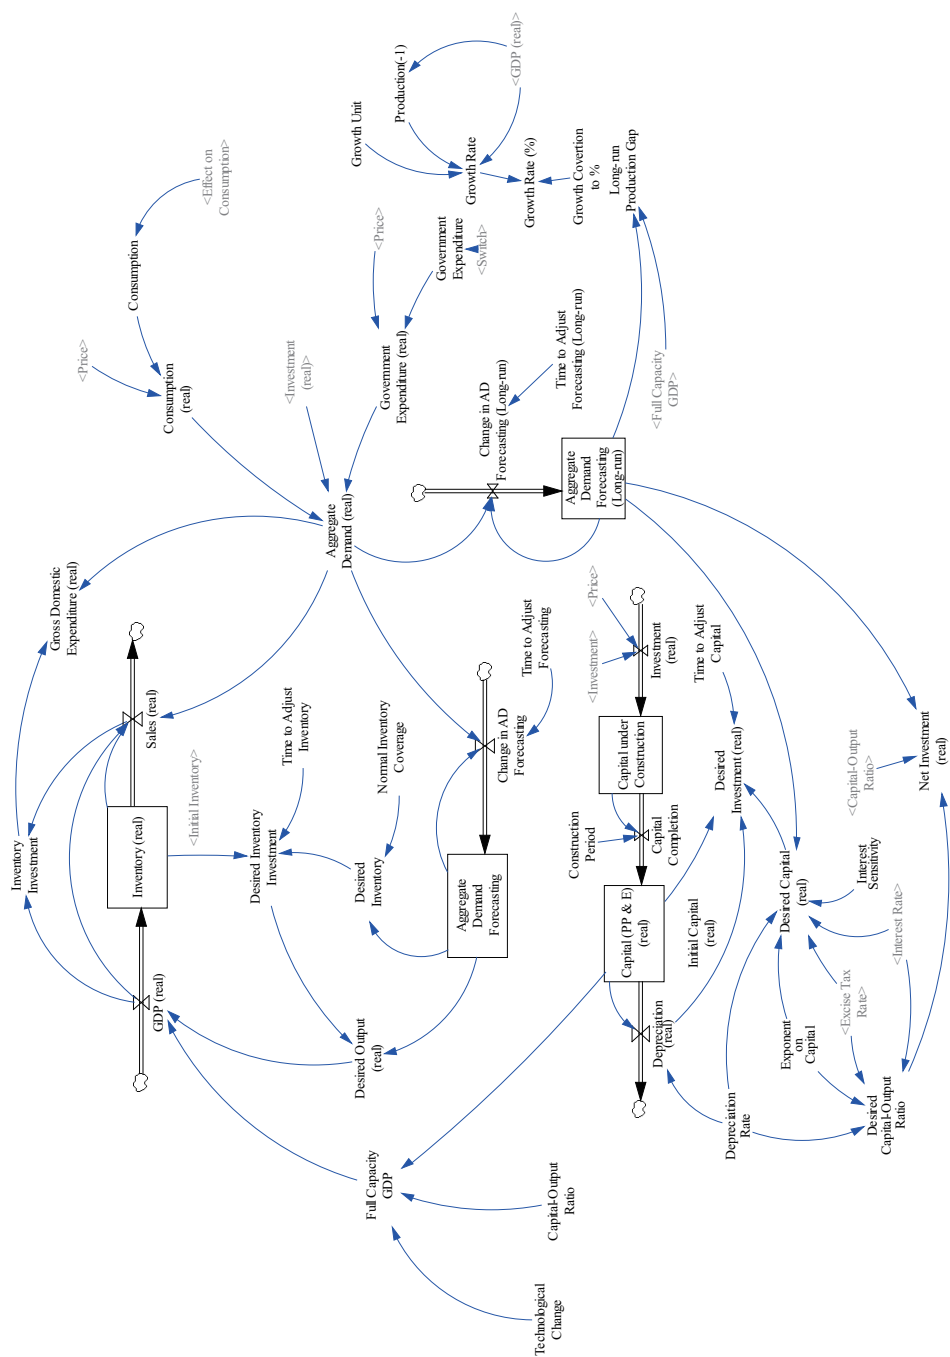 Inventory
Investment
Gross Domestic
Expenditure (real)
<Price>
GDP (real)
Inventory (real)
Sales (real)
Consumption
Consumption
(real)
<Effect on
Consumption>
<Initial Inventory>
Desired Inventory
Investment
Time to Adjust
Inventory
<Investment
(real)>
Aggregate
Demand (real)
Desired Output
(real)
Desired
Inventory
Normal Inventory
Coverage
<Price>
Growth Unit
Full Capacity
GDP
Government
Expenditure (real)
Production(-1)
Government
Expenditure
<Switch>
Growth Rate
<GDP (real)>
Aggregate
Demand
Forecasting
Change in AD
Forecasting
Change in AD
Forecasting (Long-run)
Time to Adjust
Forecasting
Growth Rate (%)
Technological
Change
Capital-Output
Ratio
Time to Adjust
Forecasting (Long-run)
Aggregate
Demand
Forecasting
(Long-run)
Growth Covertion
to %
Long-run
Production Gap
Construction
Period
<Investment>
<Price>
Depreciation
(real)
Capital (PP & E)
(real)
Capital
Completion
Capital under
Construction
Investment
(real)
<Full Capacity
GDP>
Initial Capital
(real)
Time to Adjust
Capital
Desired
Investment (real)
Depreciation
Rate
Exponent
on
Capital
Desired Capital
(real)
<Excise Tax
Rate>
Interest
Sensitivity
<Capital-Output
Ratio>
Desired
Capital-Output
Ratio
<Interest Rate>
Net Investment
(real)